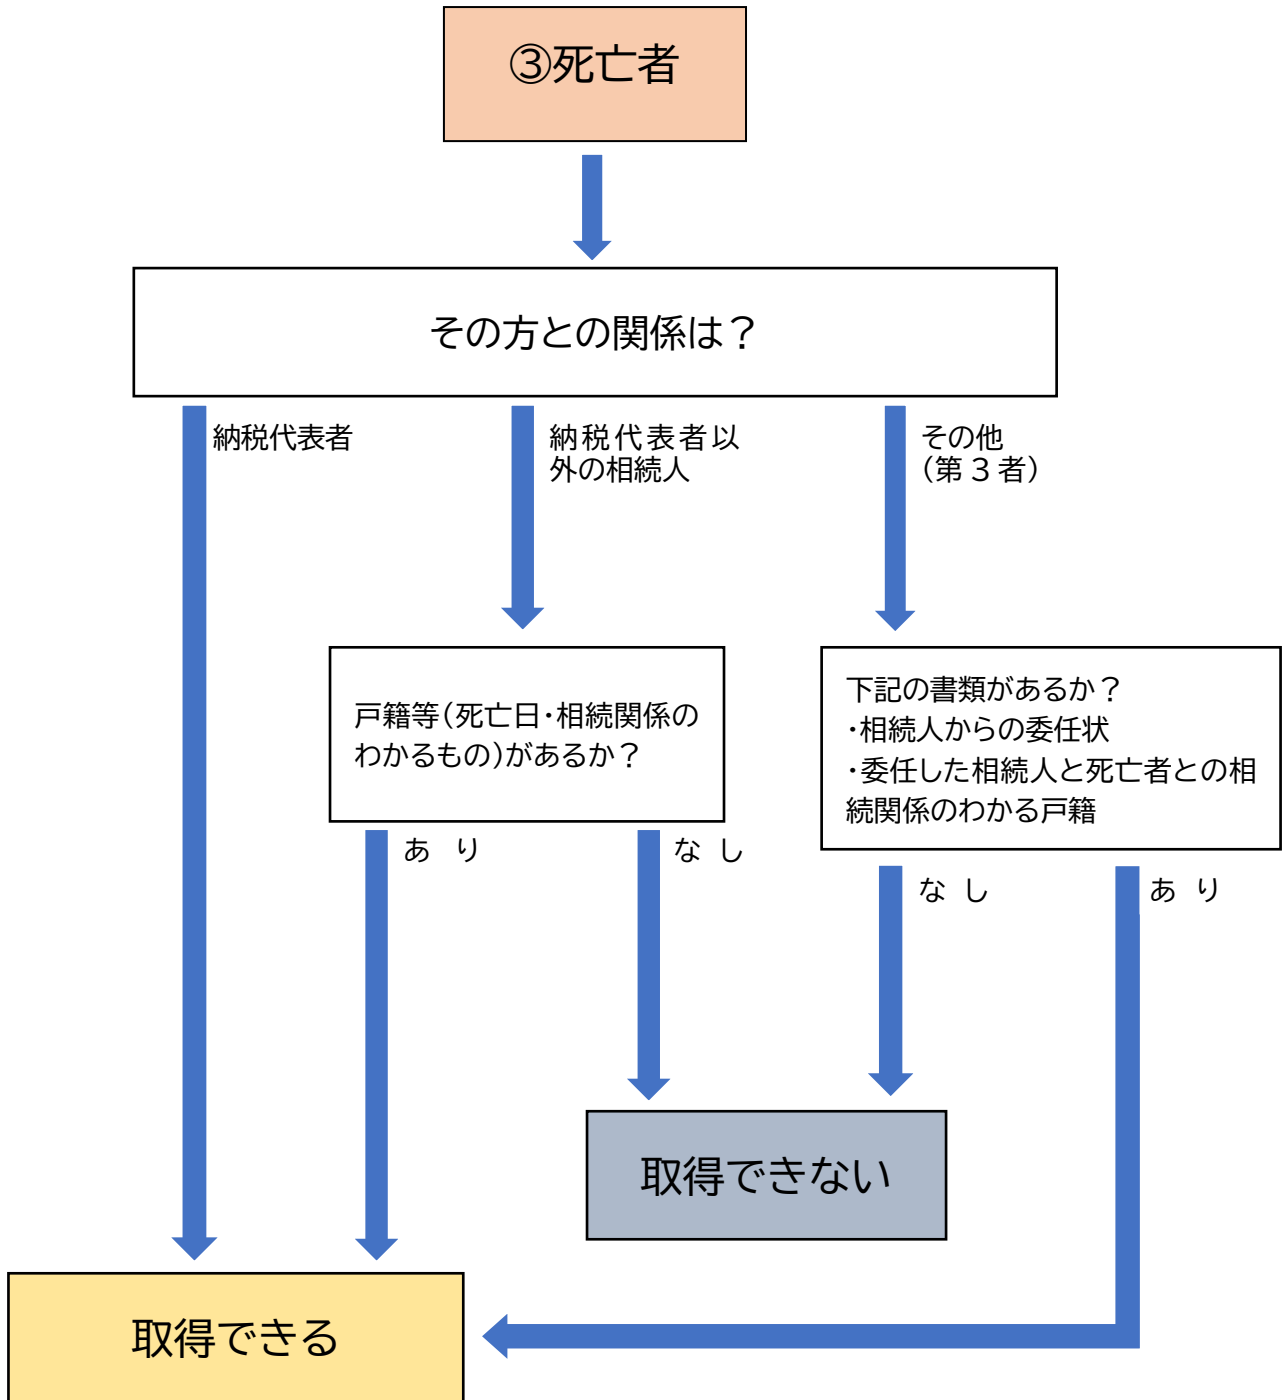 ③死亡者
その方との関係は？
納税代表者
納税代表者以
外の相続人
その他
（第３者）
戸籍等（死亡日・相続関係の
わかるもの）があるか？
下記の書類があるか？
・相続人からの委任状
・委任した相続人と死亡者との相
続関係のわかる戸籍
あり
なし
なし
あり
取得できない
取得できる